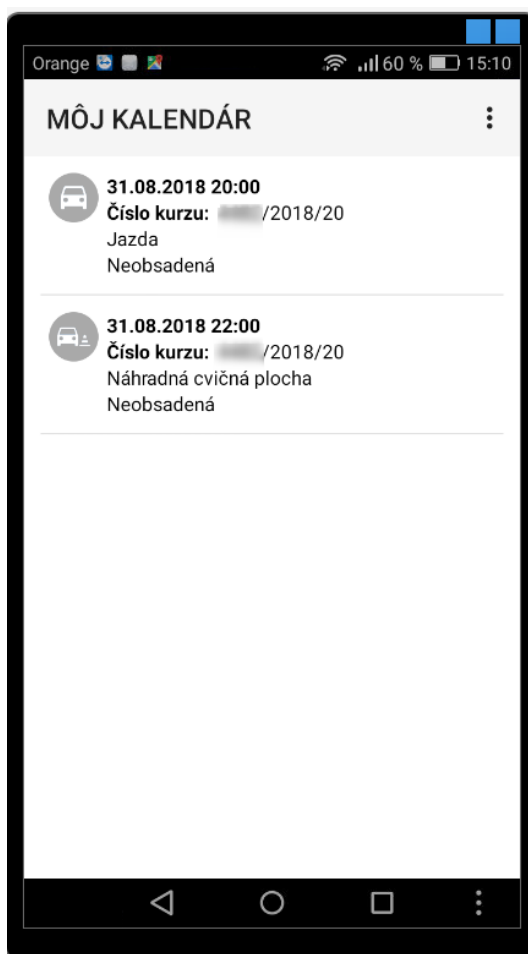 Orange 60 % 15:10
MÔJ KALENDÁR
31.08.2018 20:00
Číslo kurzu: /2018/20
Jazda
Neobsadená
31.08.2018 22:00
Číslo kurzu: /2018/20
Náhradná cvičná plocha
Neobsadená